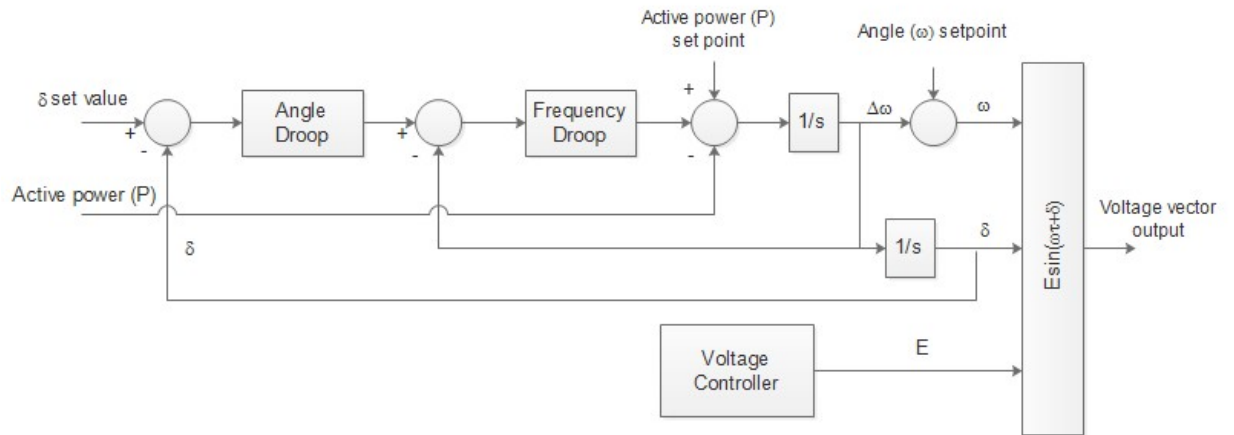 Active power (P)
set point
Angle (ω) setpoint
δ set value
+
-
Angle
Droop
+
-
Frequency
Droop
+
-
1/s
Δω
ω
Active power (P)
δ
1/s
δ
Esin(ωτ+δ)
Voltage vector
output
Voltage
Controller
E